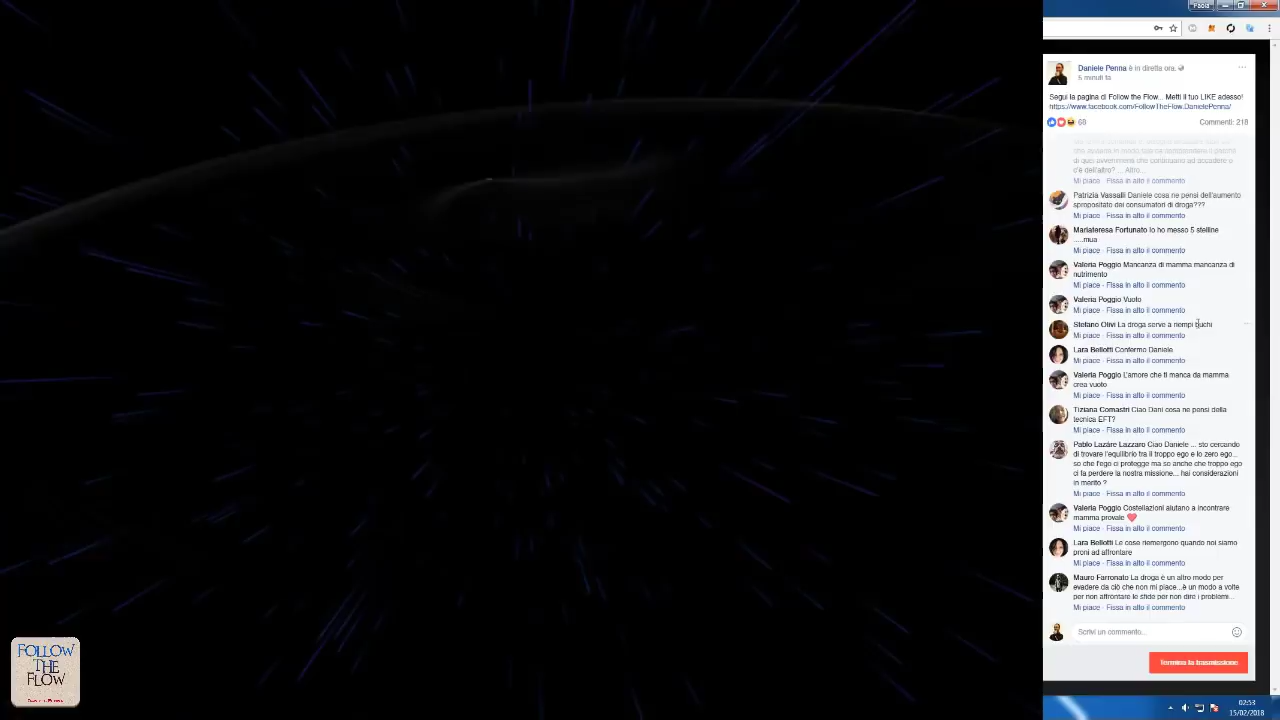 Paola
Daniele Penna è in diretta ora.
5 minuti fa
Segui la pagina di Follow the Flow... Metti il tuo LIKE adesso!
https://www.facebook.com/FollowTheFlow.DanielePenna/
68
Commenti: 218
di quei avvenimenti che continuano ad accadere o
c'è dell'altro? ... Altro...
Mi piace · Fissa in alto il commento
Patrizia Vassalli Daniele cosa ne pensi dell'aumento
spropositato dei consumatori di droga???
Mi piace · Fissa in alto il commento
Mariateresa Fortunato Io ho messo 5 stelline
.....mua
Mi piace · Fissa in alto il commento
Valeria Poggio Mancanza di mamma mancanza di
nutrimento
Mi piace · Fissa in alto il commento
Valeria Poggio Vuoto
Mi piace · Fissa in alto il commento
Stefano Olivi La droga serve a riempi buchi
Mi piace · Fissa in alto il commento
Lara Bellotti Confermo Daniele.
Mi piace · Fissa in alto il commento
Valeria Poggio L'amore che ti manca da mamma
crea vuoto
Mi piace · Fissa in alto il commento
Tiziana Comastri Ciao Dani cosa ne pensi della
tecnica EFT?
Mi piace · Fissa in alto il commento
Pablo Lazáre Lazzaro Ciao Daniele ... sto cercando
di trovare l'equilibrio tra il troppo ego e lo zero ego...
so che l'ego ci protegge ma so anche che troppo ego
ci fa perdere la nostra missione... hai considerazioni
in merito ?
Mi piace · Fissa in alto il commento
Valeria Poggio Costellazioni aiutano a incontrare
mamma provale
Mi piace · Fissa in alto il commento
Lara Bellotti Le cose riemergono quando noi siamo
proni ad affrontare
Mi piace · Fissa in alto il commento
Mauro Farronato La droga è un altro modo per
evadere da ciò che non mi piace...è un modo a volte
per non affrontare le sfide per non dire i problemi...
Mi piace · Fissa in alto il commento
Scrivi un commento...
Termina la trasmissione
FOLLOW
THE
FLOW
02:53
15/02/2018